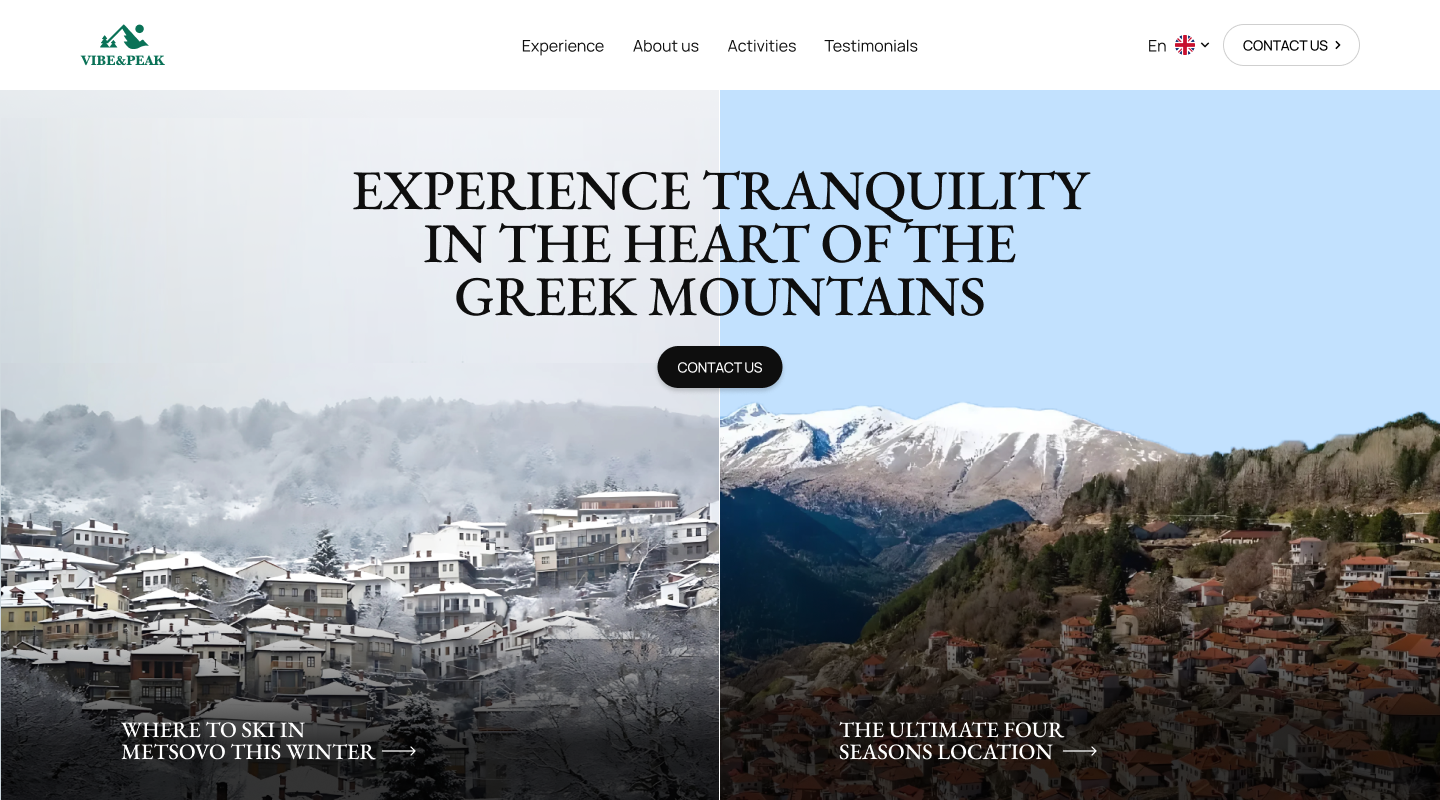 VIBE&PEAK
Experience
About us
Activities
Testimonials
En
CONTACT US
EXPERIENCE TRANQUILITY
IN THE HEART OF THE
GREEK MOUNTAINS
CONTACT US
WHERE TO SKI IN
METSOVO THIS WINTER
THE ULTIMATE FOUR
SEASONS LOCATION